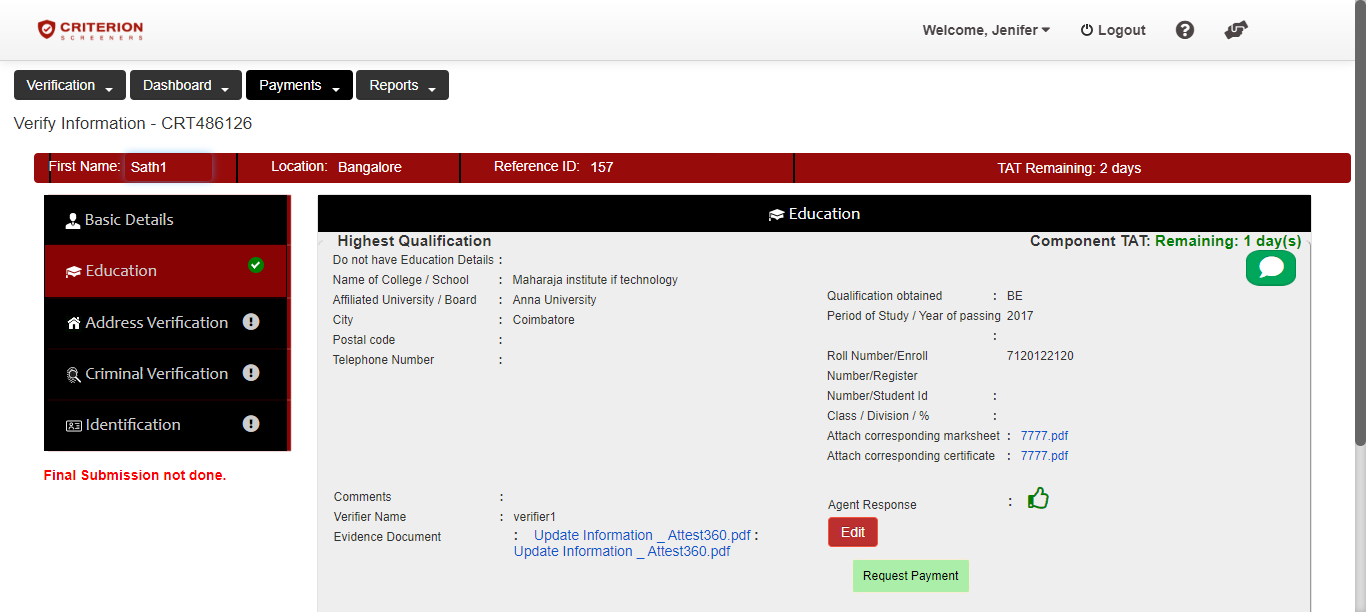 CRITERION
SCREENERS
Welcome, Jenifer
Logout
Verification
Dashboard
Payments
Reports
Verify Information - CRT486126
First Name: Sath1
Location: Bangalore
Reference ID: 157
TAT Remaining: 2 days
Basic Details
Education
Address Verification
Criminal Verification
Identification
Final Submission not done.
Education
Highest Qualification
Component TAT: Remaining: 1 day(s)
Do not have Education Details :
Name of College / School : Maharaja institute if technology
Affiliated University / Board : Anna University
City : Coimbatore
Postal code :
Telephone Number :
Qualification obtained : BE
Period of Study / Year of passing 2017
:
Roll Number/Enroll 7120122120
Number/Register
Number/Student Id :
Class / Division / % :
Attach corresponding marksheet : 7777.pdf
Attach corresponding certificate : 7777.pdf
Comments :
Verifier Name : verifier1
Evidence Document : Update Information _ Attest360.pdf :
Update Information _ Attest360.pdf
Agent Response :
Edit
Request Payment